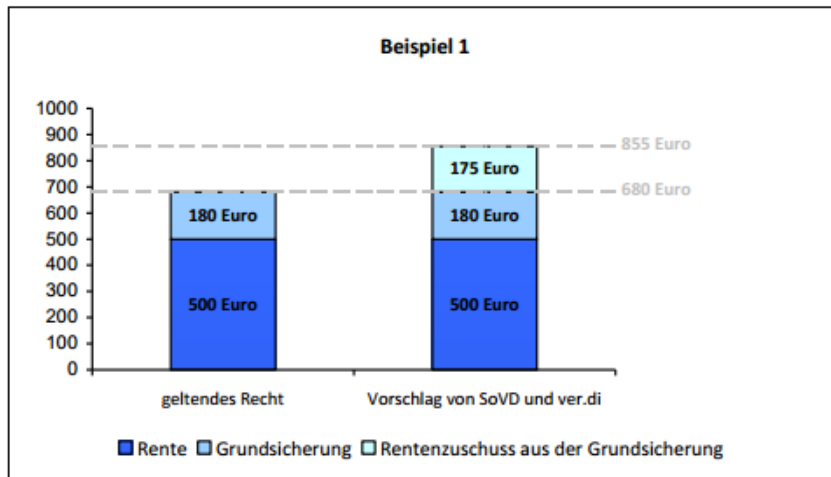 Beispiel 1
1000
900
800
700
600
500
400
300
200
100
0
855 Euro
175 Euro
680 Euro
180 Euro
180 Euro
500 Euro
500 Euro
geltendes Recht
Vorschlag von SoVD und ver.di
Rente Grundsicherung Rentenzuschuss aus der Grundsicherung